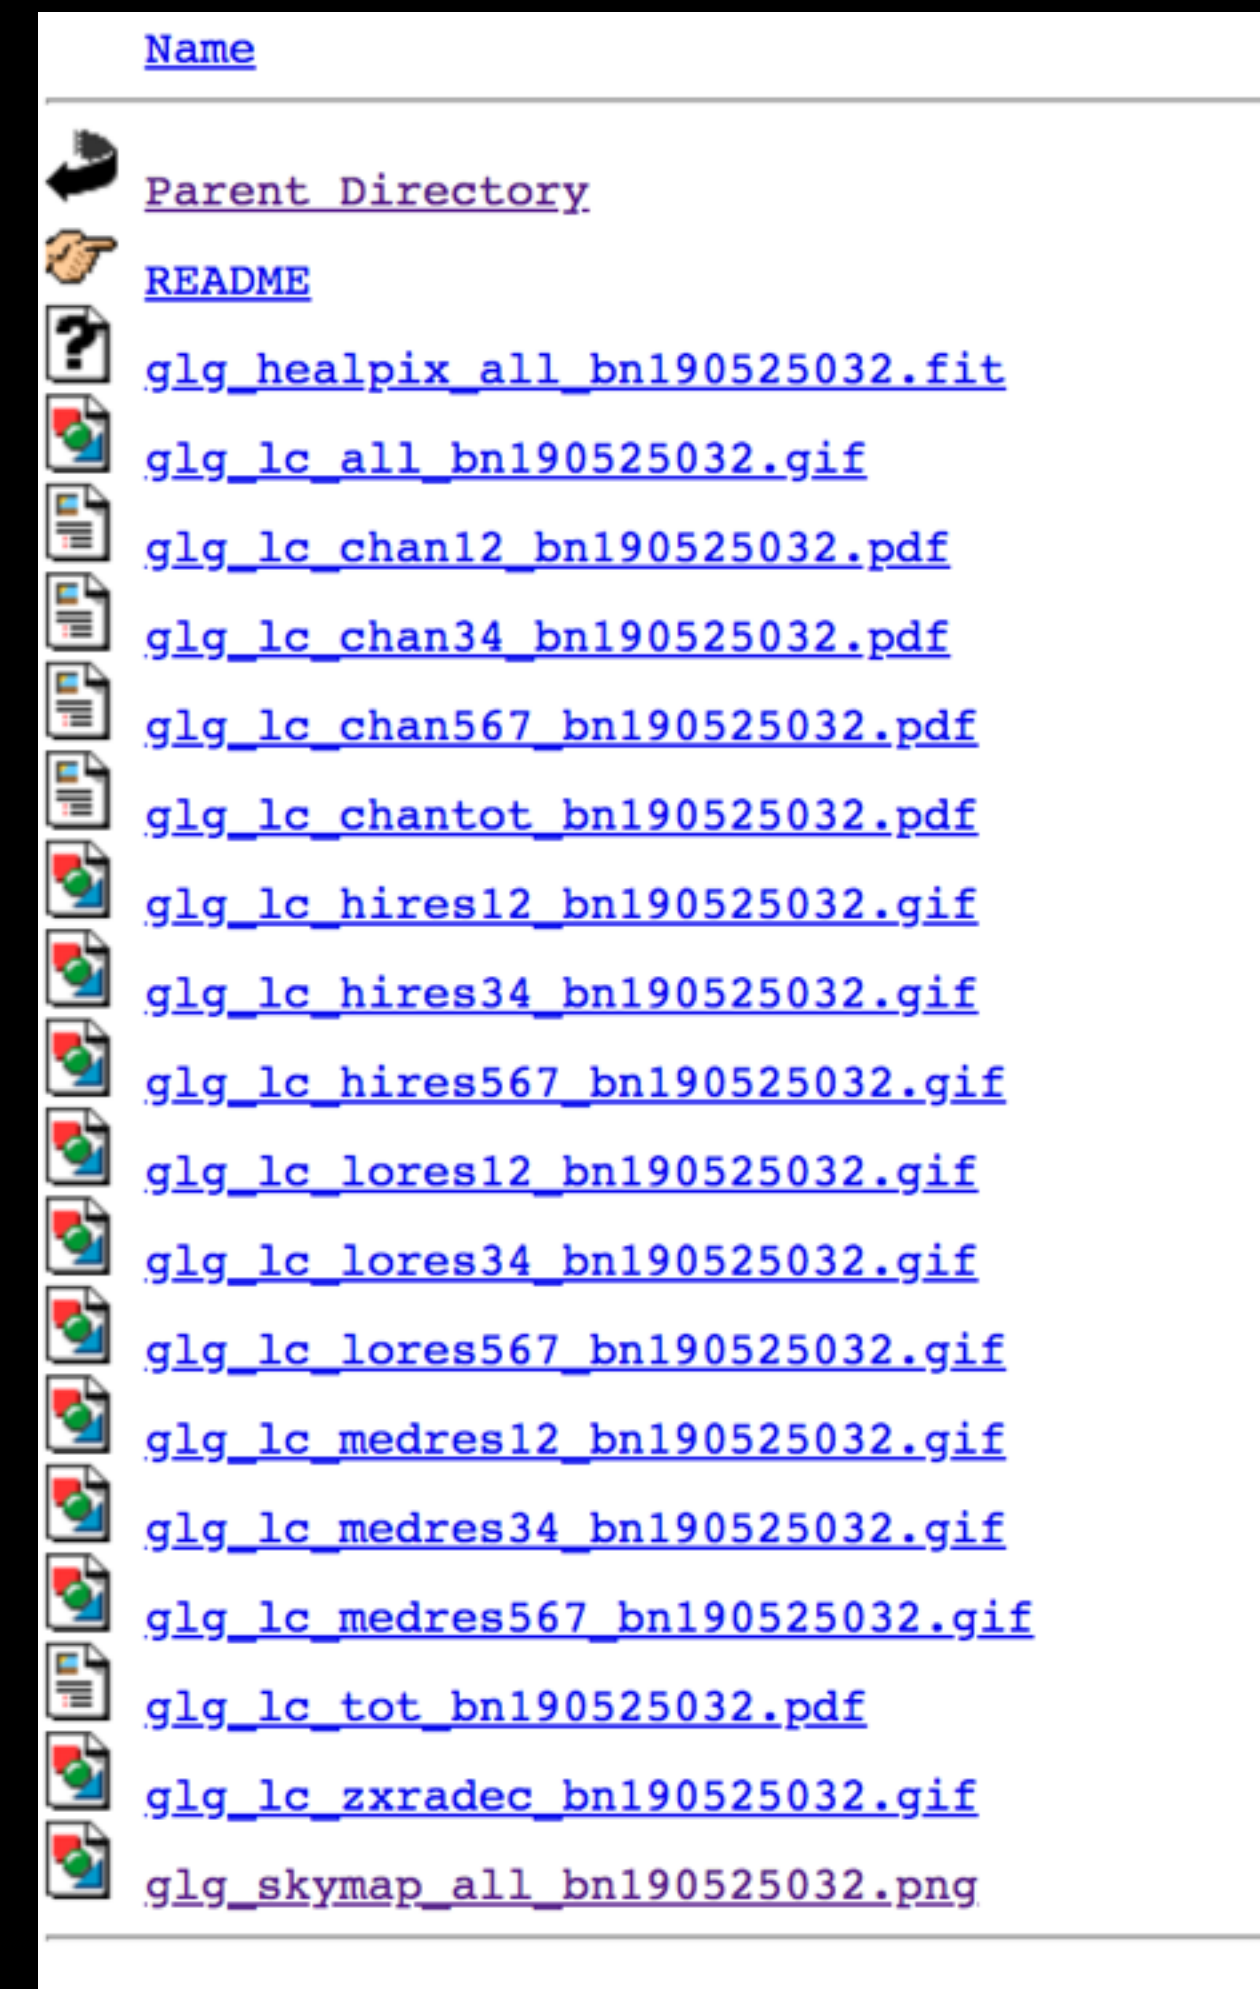 Name
Parent Directory
README
glg_healpix_all_bn190525032.fit
glg_lc_all_bn190525032.gif
glg_lc_chan12_bn190525032.pdf
glg_lc_chan34_bn190525032.pdf
glg_lc_chan567_bn190525032.pdf
glg_lc_chantot_bn190525032.pdf
glg_lc_hires12_bn190525032.gif
glg_lc_hires34_bn190525032.gif
glg_lc_hires567_bn190525032.gif
glg_lc_lores12_bn190525032.gif
glg_lc_lores34_bn190525032.gif
glg_lc_lores567_bn190525032.gif
glg_lc_medres12_bn190525032.gif
glg_lc_medres34_bn190525032.gif
glg_lc_medres567_bn190525032.gif
glg_lc_tot_bn190525032.pdf
glg_lc_zxradec_bn190525032.gif
glg_skymap_all_bn190525032.png